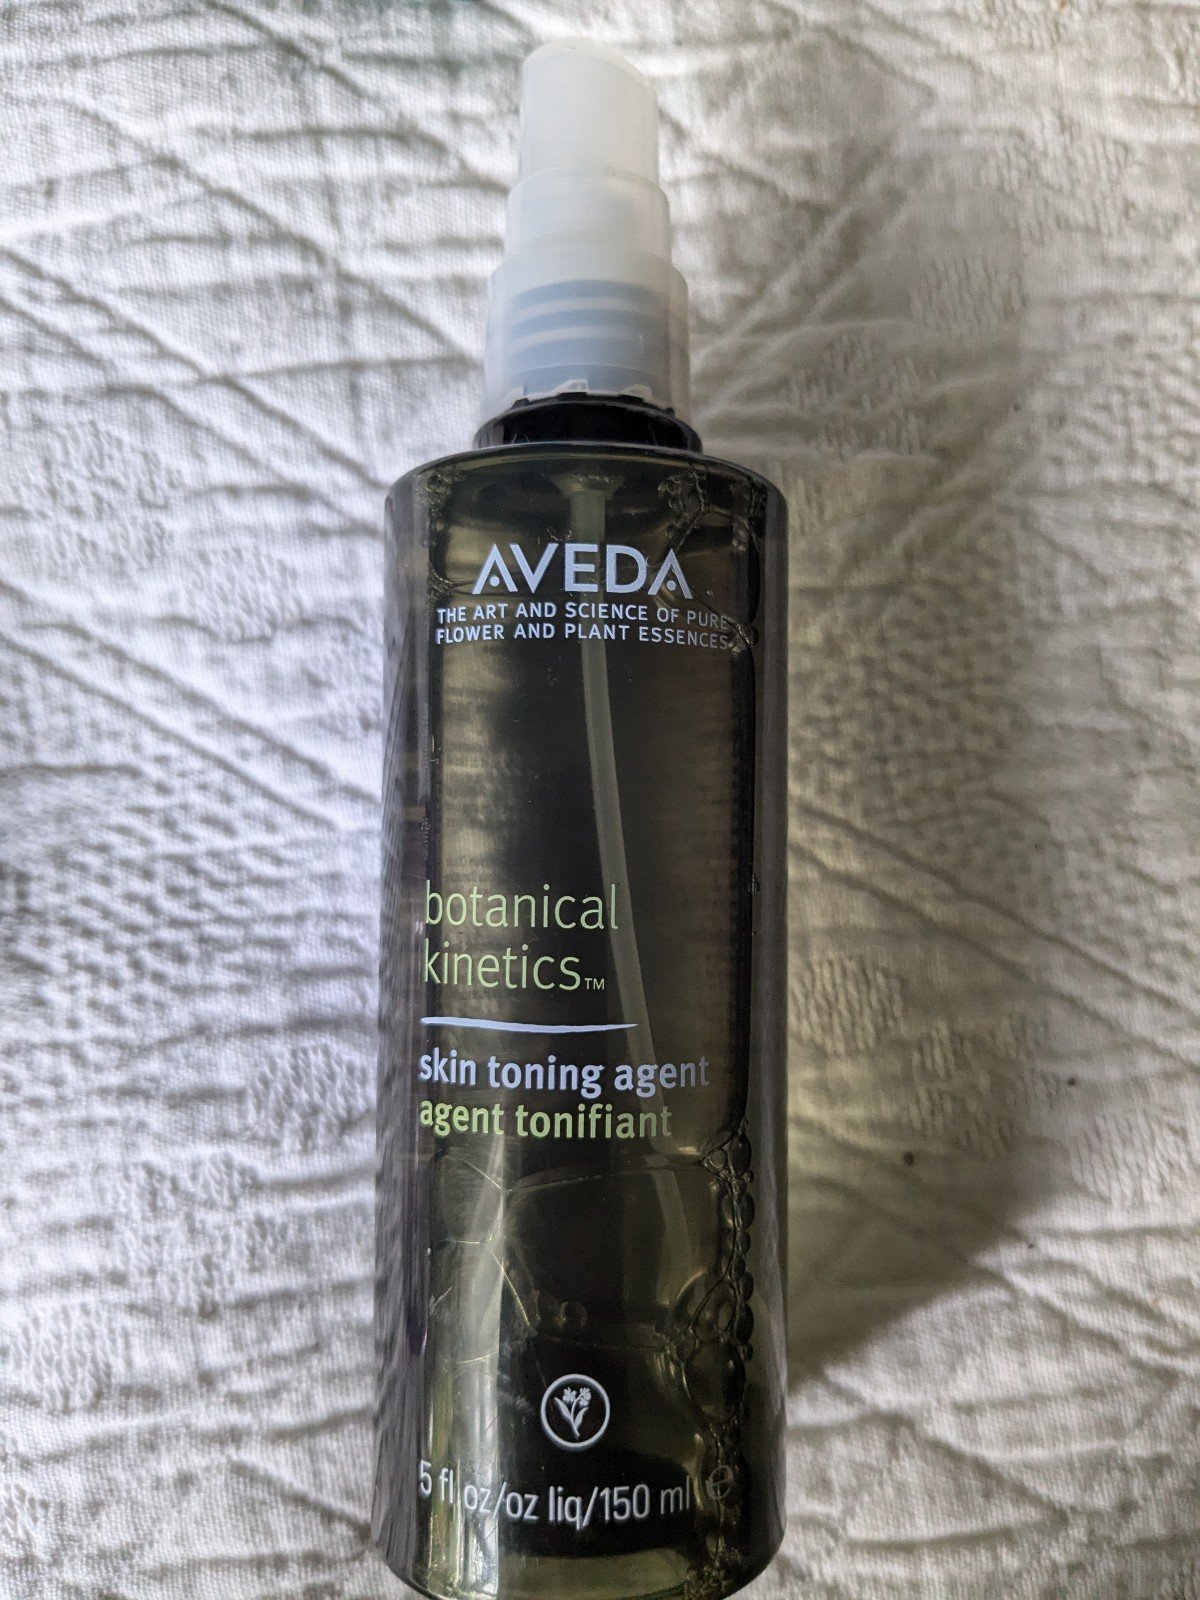 AVEDA
THE ART AND SCIENCE OF PURE
FLOWER AND PLANT ESSENCES
botanical
kinetics™
skin toning agent
agent tonifiant
5 fl oz/oz liq/150 ml ℮